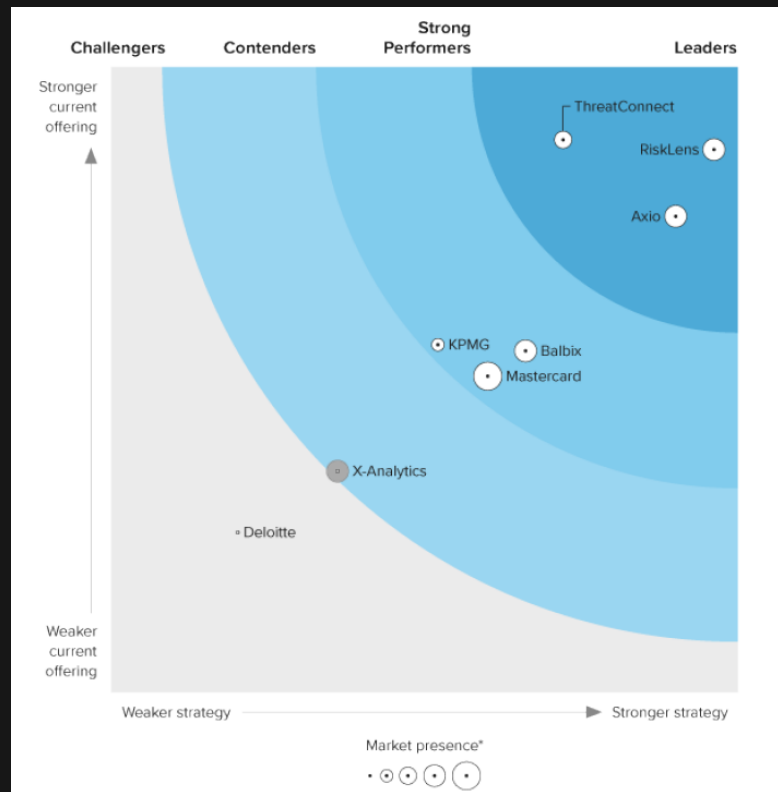 Challengers
Contenders
Strong
Performers
Leaders
Stronger
current
offering
ThreatConnect
RiskLens
Axio
KPMG
Balbix
Mastercard
X-Analytics
Deloitte
Weaker
current
offering
Weaker strategy
Stronger strategy
Market presence*